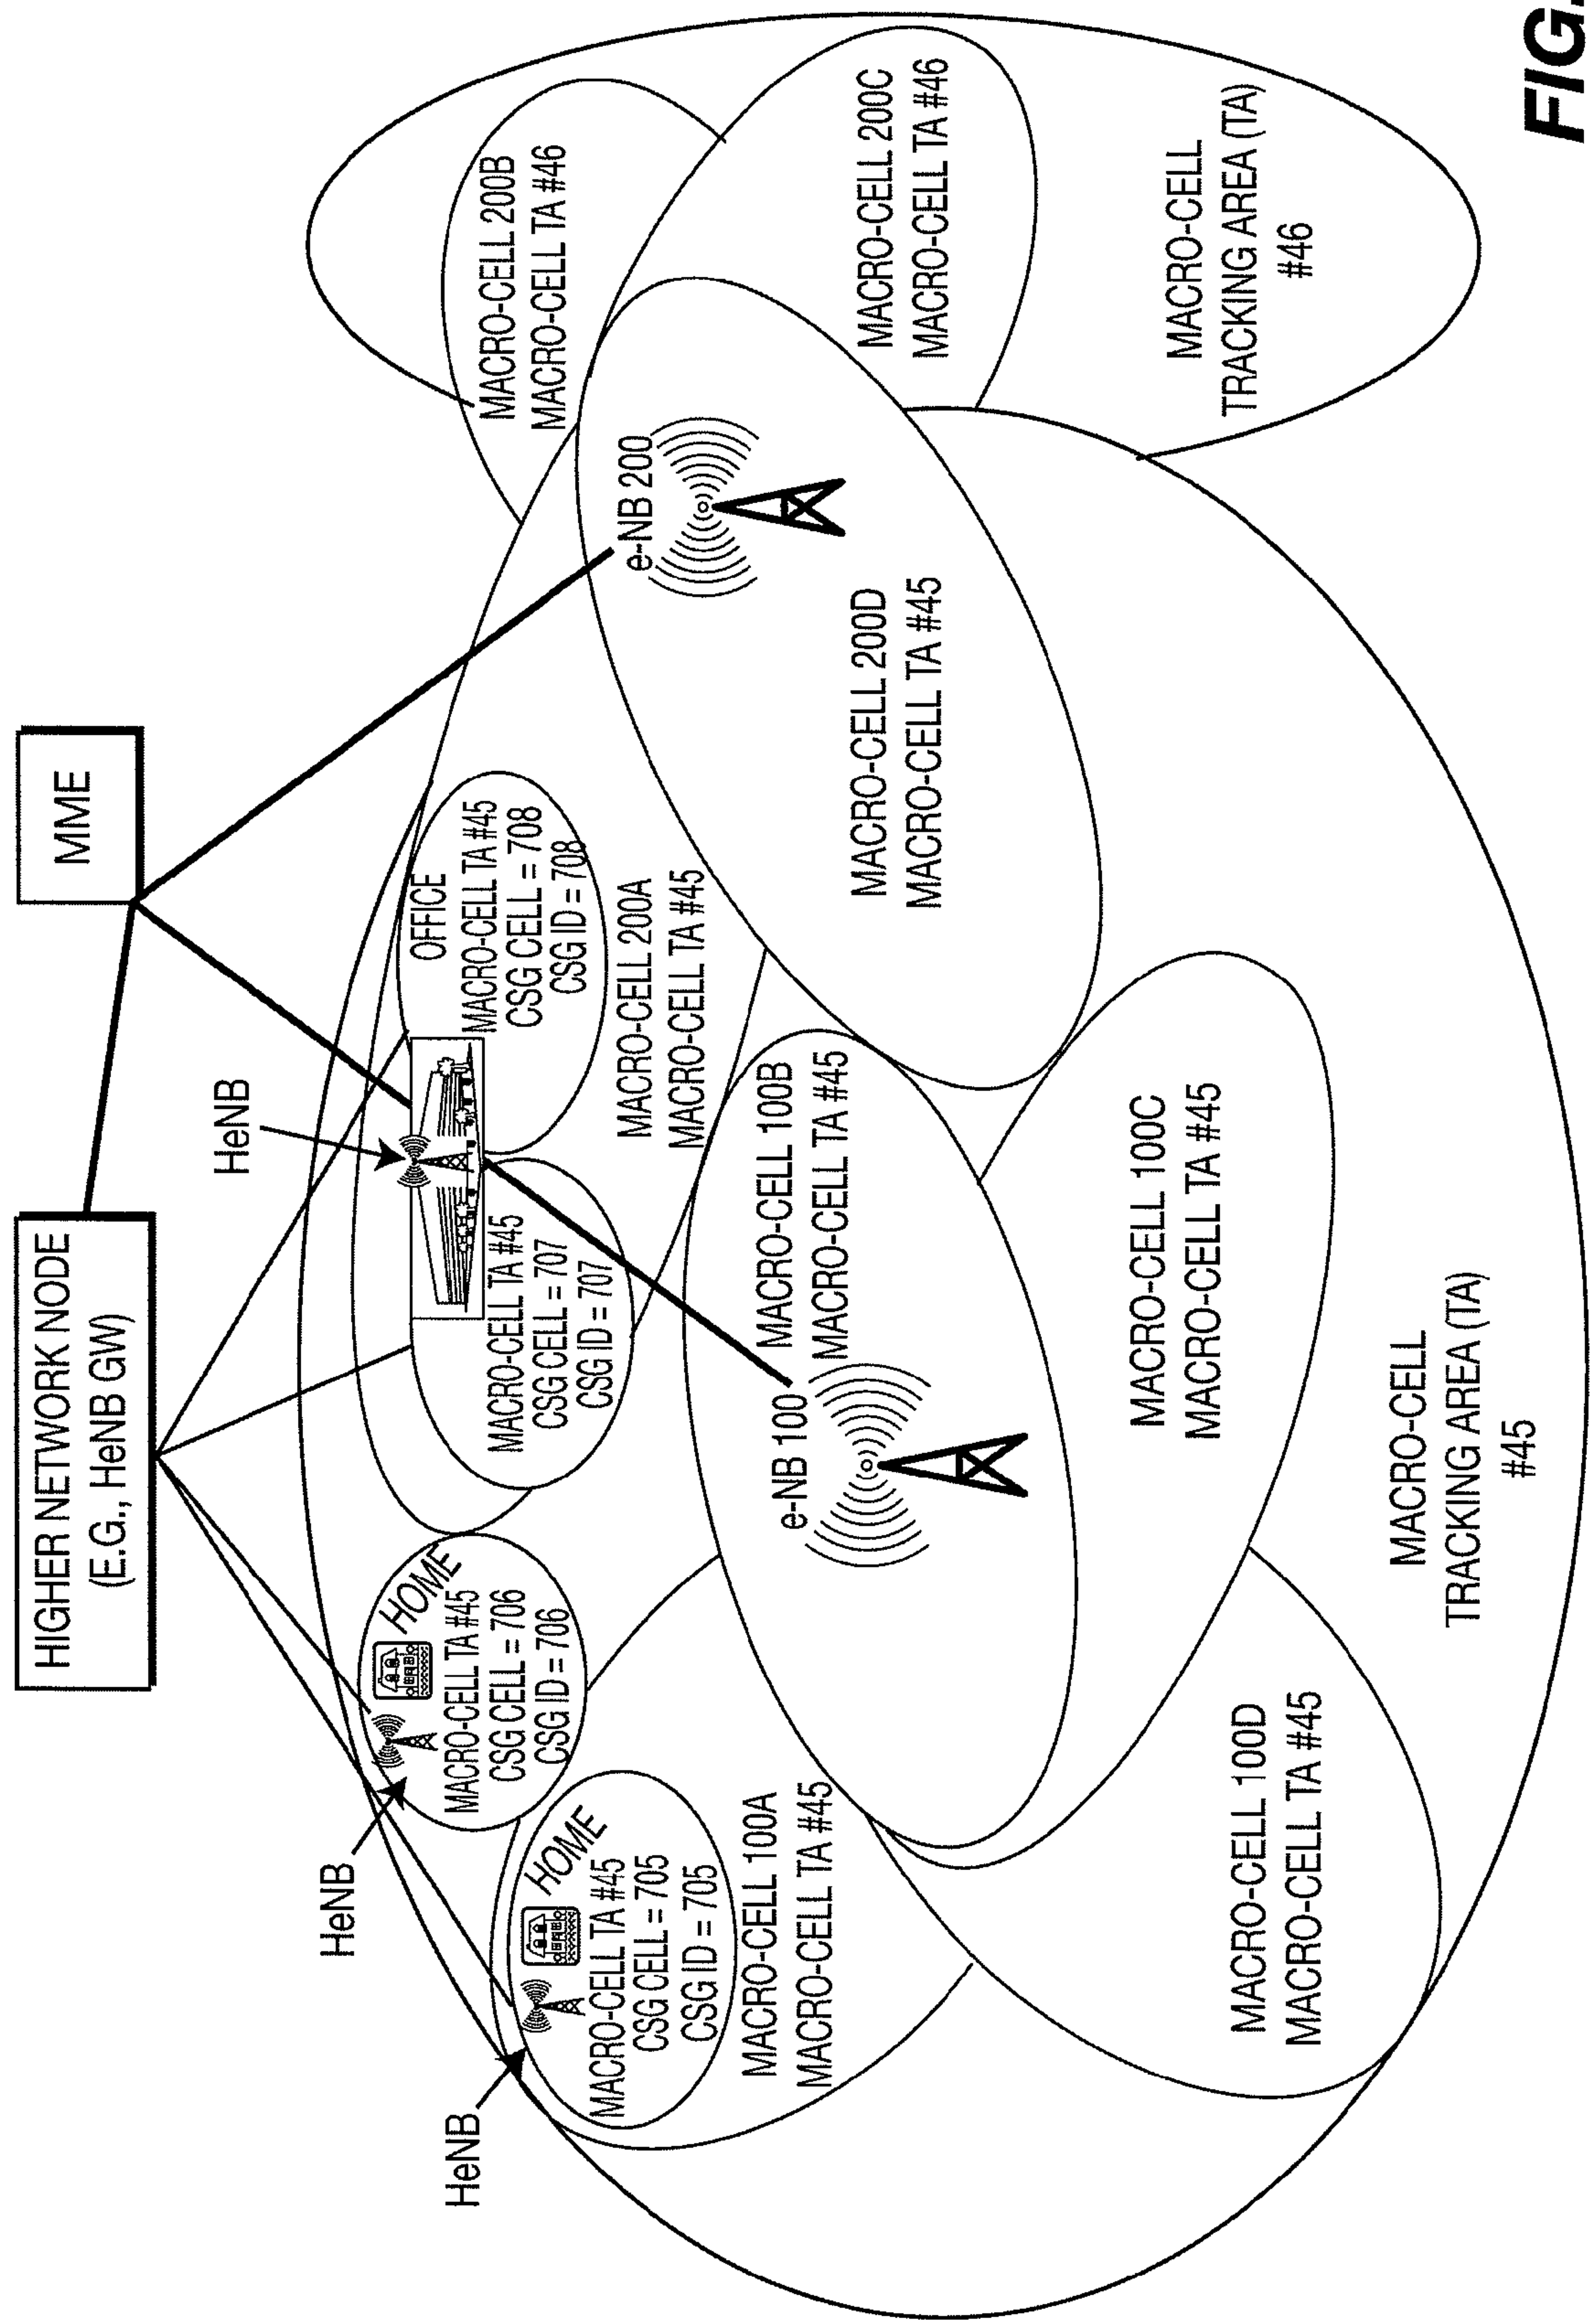 HIGHER NETWORK NODE
(E.G., HeNB GW)
MME
HeNB
HeNB
HeNB
HOME
MACRO-CELL TA #45
CSG CELL = 705
CSG ID = 705
HOME
MACRO-CELL TA #45
CSG CELL = 706
CSG ID = 706
MACRO-CELL TA #45
CSG CELL = 707
CSG ID = 707
OFFICE
MACRO-CELL TA #45
CSG CELL = 708
CSG ID = 708
MACRO-CELL 200A
MACRO-CELL TA #45
MACRO-CELL 200B
MACRO-CELL TA #46
e-NB 200
MACRO-CELL 100A
MACRO-CELL TA #45
e-NB 100
MACRO-CELL 100B
MACRO-CELL TA #45
MACRO-CELL 200D
MACRO-CELL TA #45
MACRO-CELL 200C
MACRO-CELL TA #46
MACRO-CELL 100C
MACRO-CELL TA #45
MACRO-CELL 100D
MACRO-CELL TA #45
MACRO-CELL
TRACKING AREA (TA)
#46
MACRO-CELL
TRACKING AREA (TA)
#45
FIG.